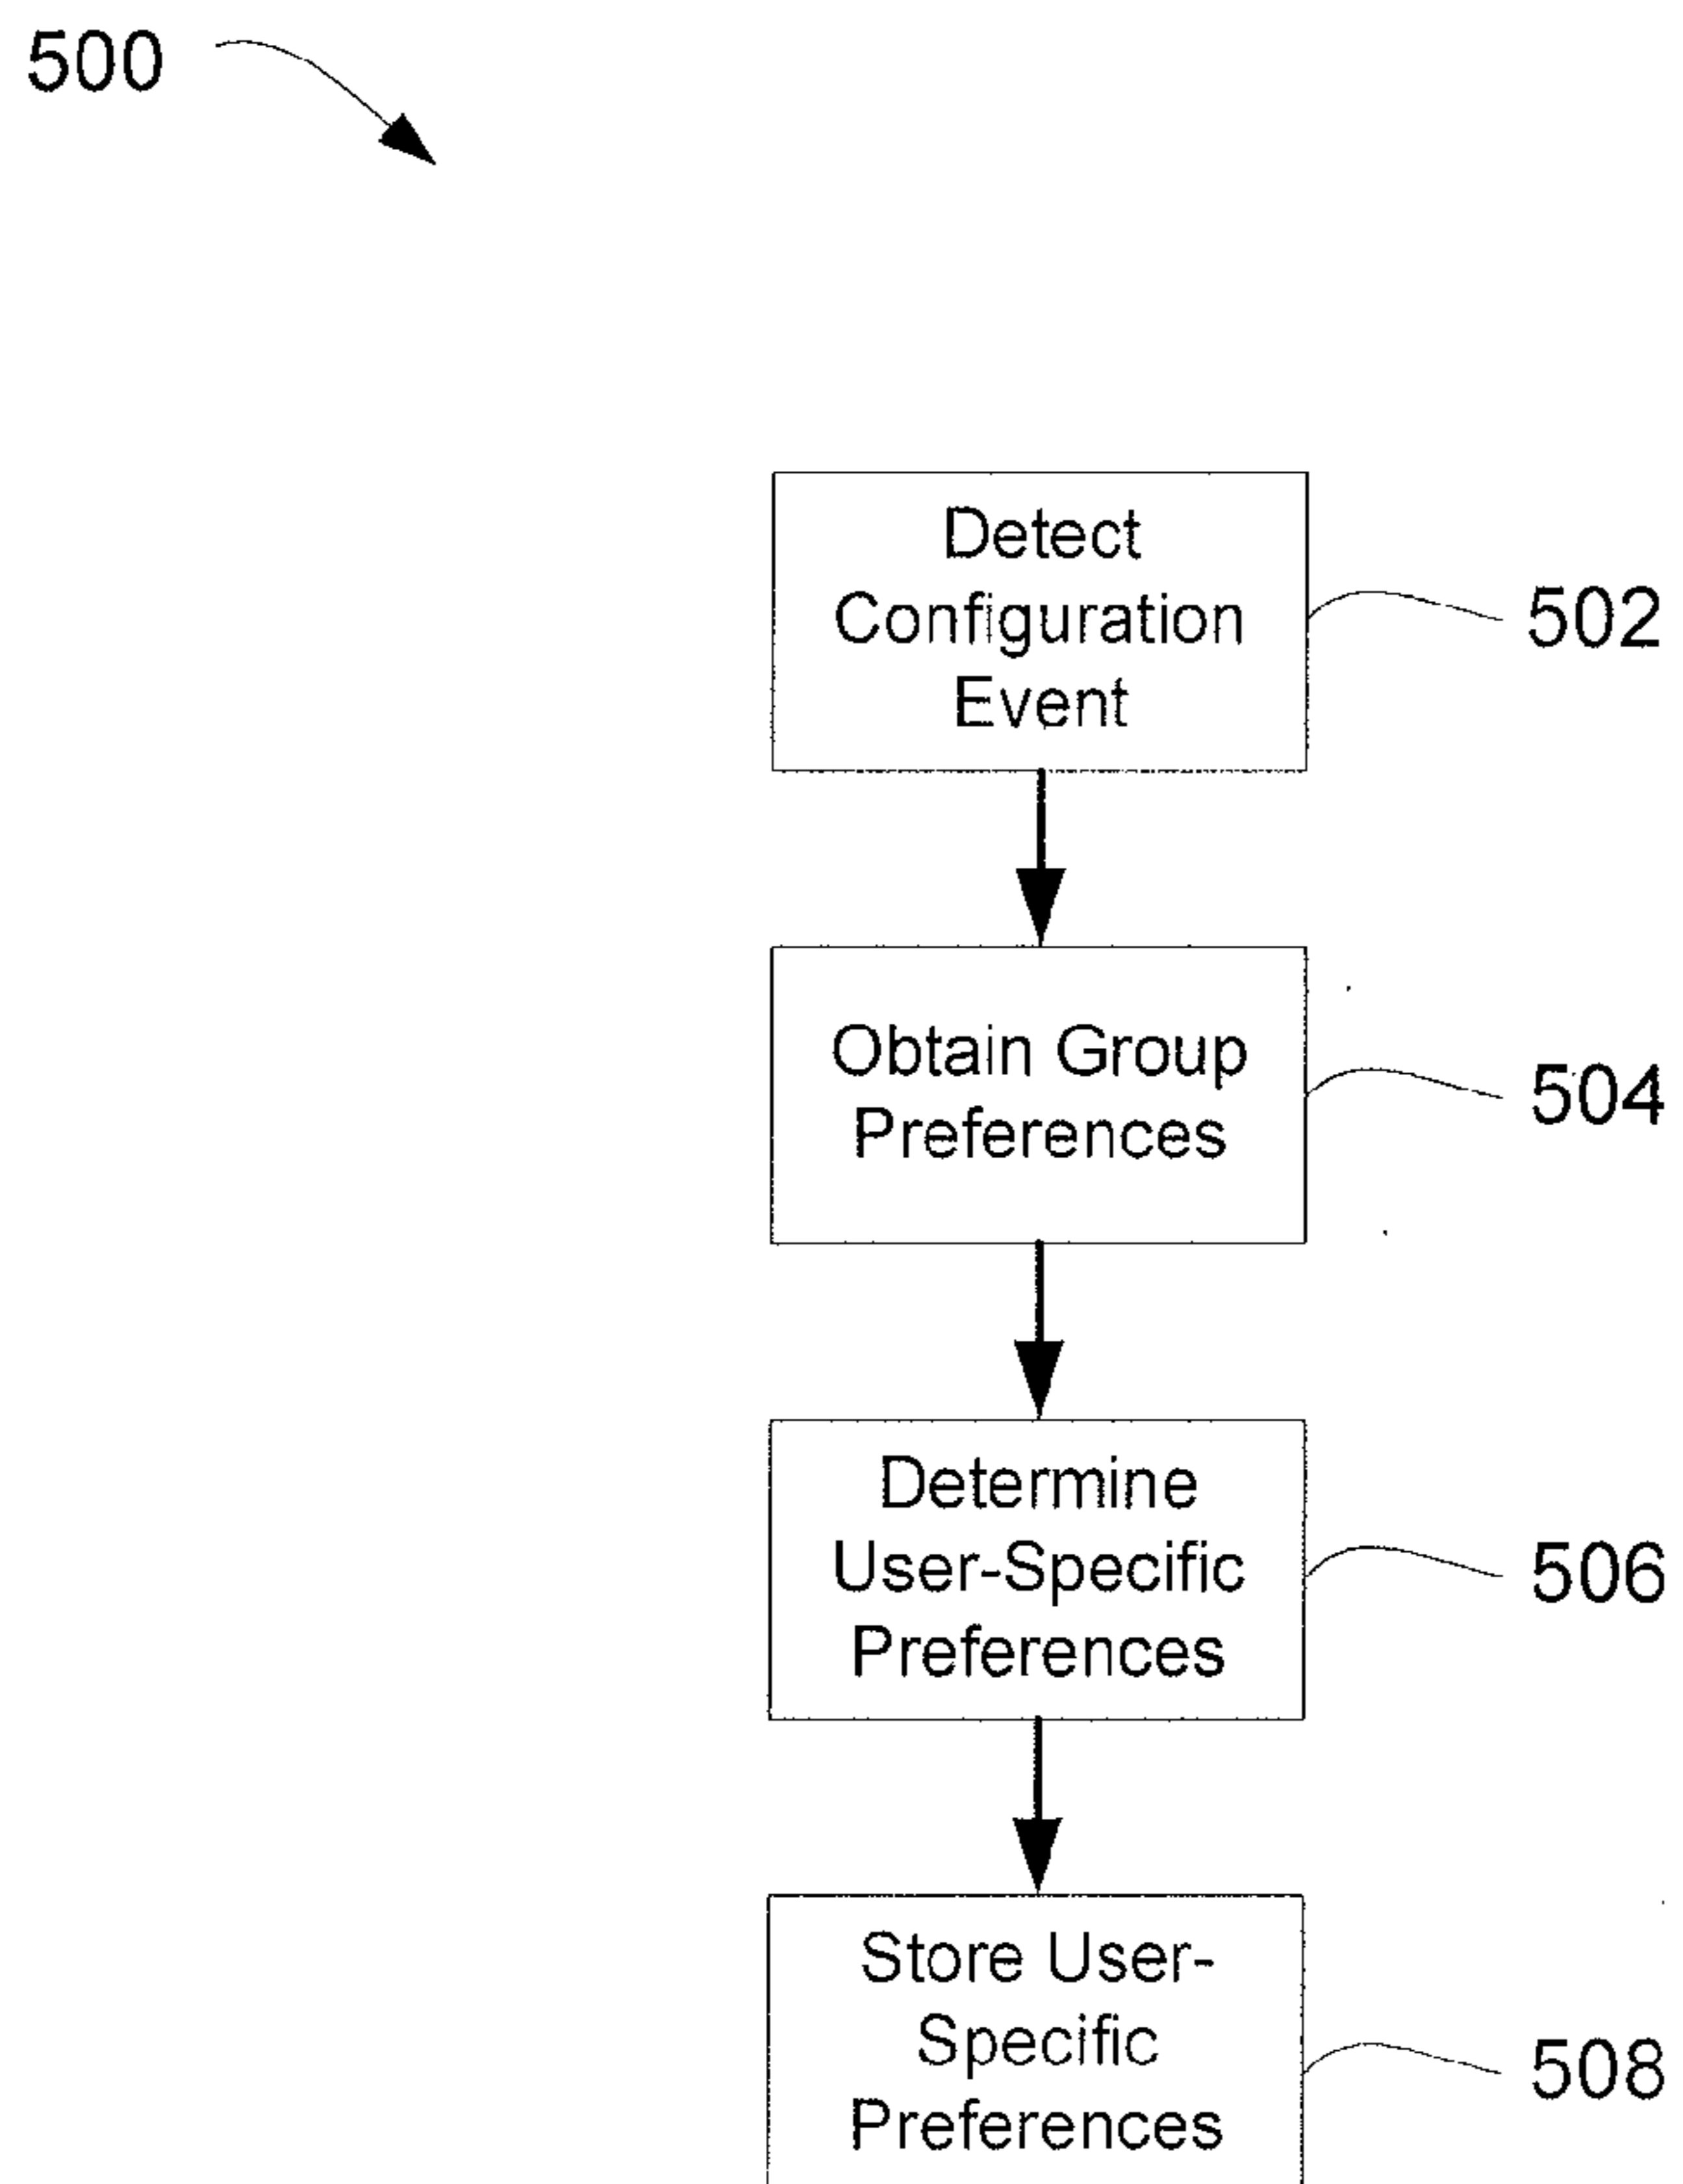 500
Detect
Configuration
Event
502
Obtain Group
Preferences
504
Determine
User-Specific
Preferences
506
Store User-
Specific
Preferences
508